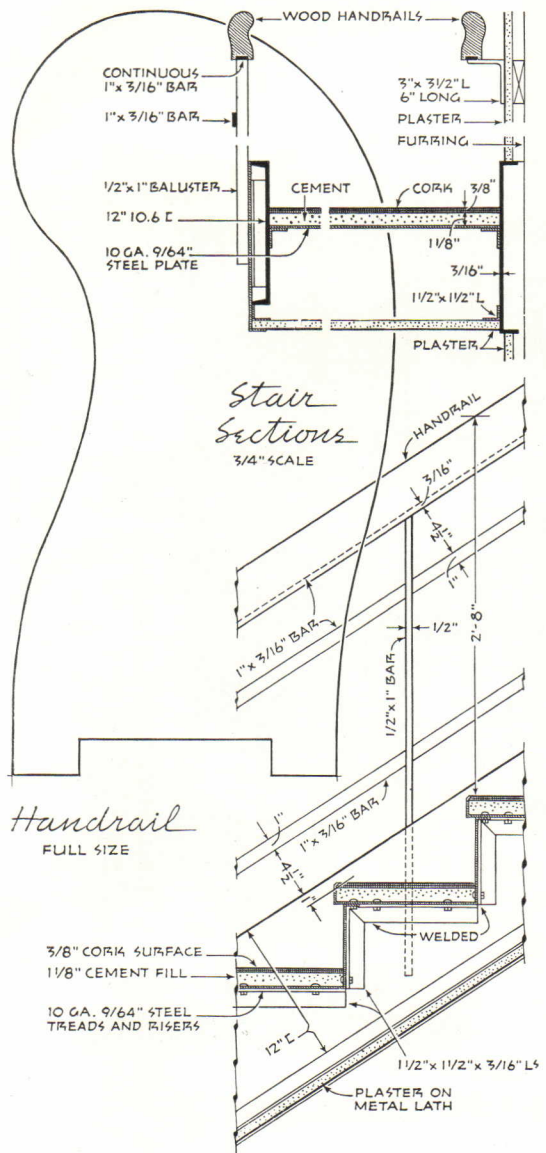 WOOD HANDRAILS
CONTINUOUS
1" x 3/16" BAR
3" x 3 1/2" L
6" LONG
1" x 3/16" BAR
PLASTER
FURRING
1/2" x 1" BALUSTER
CEMENT
CORK
3/8"
12" 10.6 [
1 1/8"
10 GA. 9/64"
STEEL PLATE
3/16"
1 1/2" x 1 1/2" L
PLASTER
Stair
Sections
3/4" SCALE
HANDRAIL
3/16"
4 1/2"
1"
1" x 3/16" BAR
1/2"
2'-8"
1/2" x 1" BAR
Handrail
FULL SIZE
1"
1" x 3/16" BAR
4 1/2"
1"
WELDED
3/8" CORK SURFACE
1 1/8" CEMENT FILL
10 GA. 9/64" STEEL
TREADS AND RISERS
12" [
1 1/2" x 1 1/2" x 3/16" LS
PLASTER ON
METAL LATH